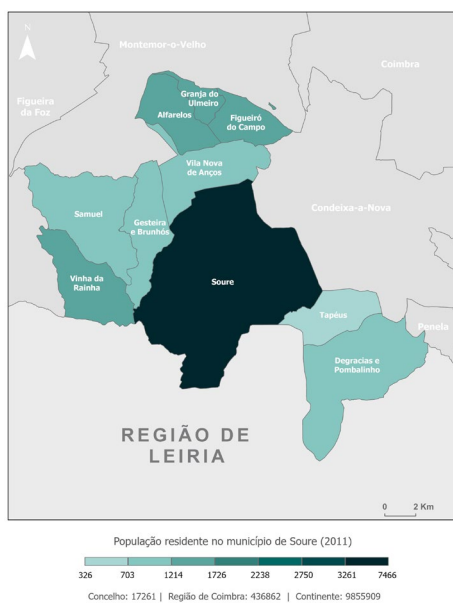 N
Montemor-o-Velho
Coimbra
Figueira
da Foz
Granja do
Ulmeiro
Alfarelos
Figueiró
do Campo
Vila Nova
de Anços
Samuel
Gesteira
e Brunhós
Condeixa-a-Nova
Vinha da
Rainha
Soure
Tapéus
Penela
Degracias e
Pombalinho
REGIÃO DE
LEIRIA
0 2 Km
População residente no município de Soure (2011)
326 703 1214 1726 2238 2750 3261 7466
Concelho: 17261 | Região de Coimbra: 436862 | Continente: 9855909